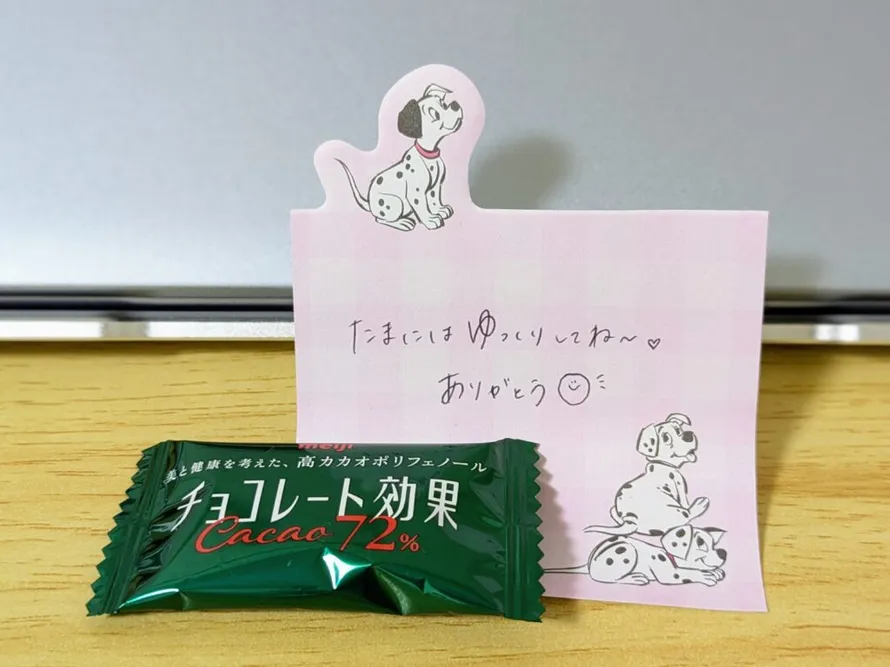 たまにはゆっくりしてね〜♡
ありがとう
meiji
美と健康を考えた、高カカオポリフェノール
チョコレート効果
Cacao 72%